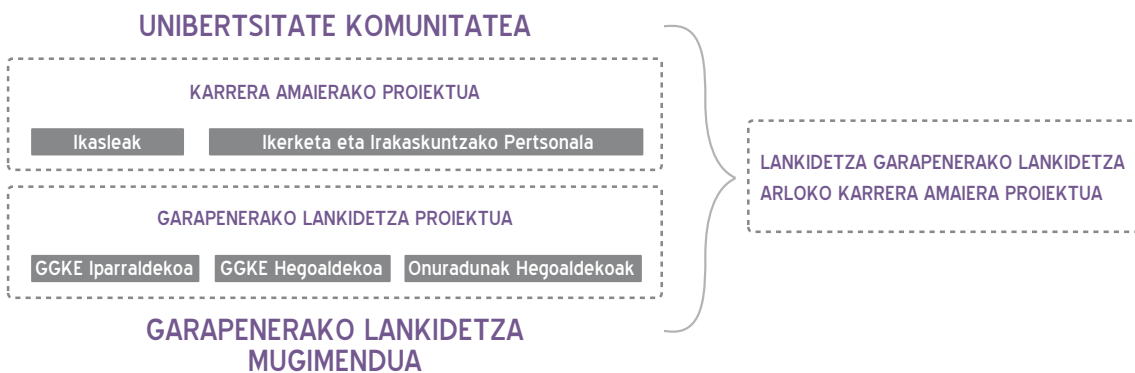 UNIBERTSITATE KOMUNITATEA
KARRERA AMAIERAKO PROIEKTUA
Ikasleak
Ikerketa eta Irakaskuntzako Pertsonala
GARAPENERAKO LANKIDETZA PROIEKTUA
GGKE Iparraldekoa
GGKE Hegoaldekoa
Onuradunak Hegoaldekoak
GARAPENERAKO LANKIDETZA
MUGIMENDUA
LANKIDETZA GARAPENERAKO LANKIDETZA
ARLOKO KARRERA AMAIERA PROIEKTUA